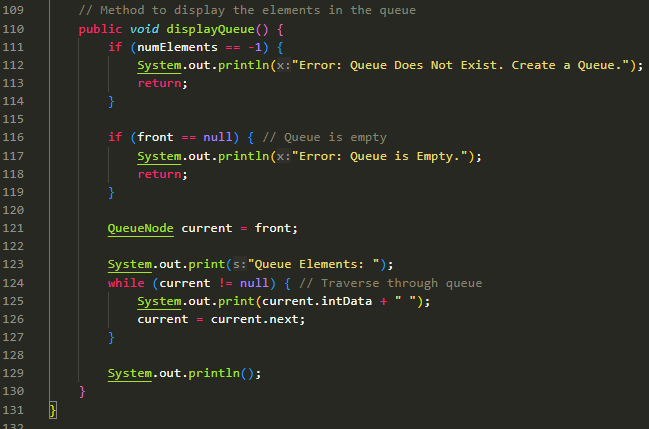 109 // Method to display the elements in the queue
110 public void displayQueue() {
111 if (numElements == -1) {
112 System.out.println(x:"Error: Queue Does Not Exist. Create a Queue.");
113 return;
114 }
115
116 if (front == null) { // Queue is empty
117 System.out.println(x:"Error: Queue is Empty.");
118 return;
119 }
120
121 QueueNode current = front;
122
123 System.out.print(s:"Queue Elements: ");
124 while (current != null) { // Traverse through queue
125 System.out.print(current.intData + " ");
126 current = current.next;
127 }
128
129 System.out.println();
130 }
131 }
132